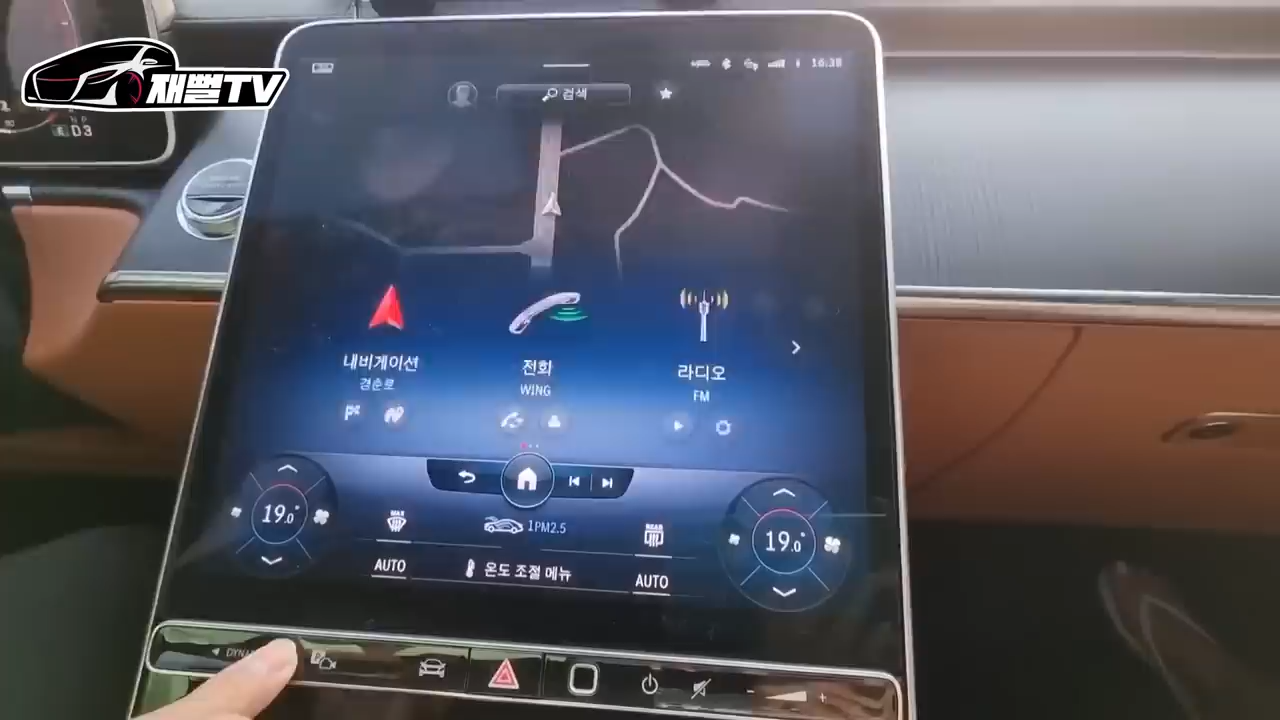 재뻘TV
16:38
검색
D3
내비게이션
경춘로
전화
WING
라디오
FM
19.0°
MAX
1PM2.5
REAR
19.0°
AUTO
온도 조절 메뉴
AUTO